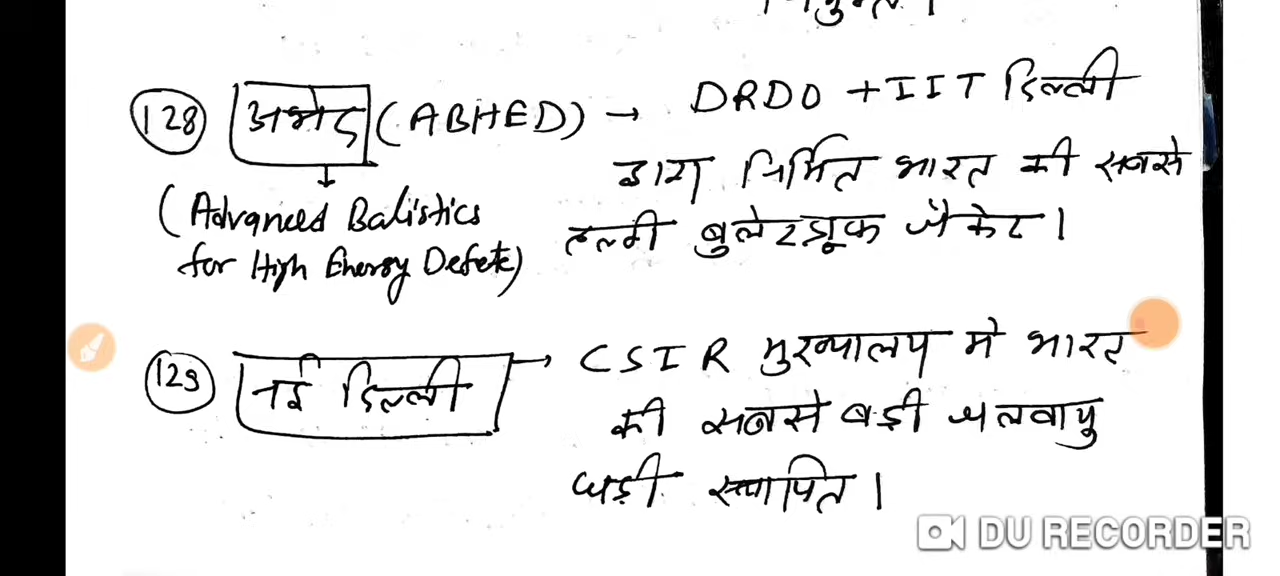 नियुक्त ।
128 अभेद (ABHED) → DRDO + IIT दिल्ली
द्वारा निर्मित भारत की सबसे
हल्की बुलेटप्रूफ जैकेट ।
(Advanced Balistics
for High Energy Defete)
129 नई दिल्ली → CSIR मुख्यालय मे भारत
की सबसे बड़ी जलवायु
घड़ी स्थापित ।
DU RECORDER